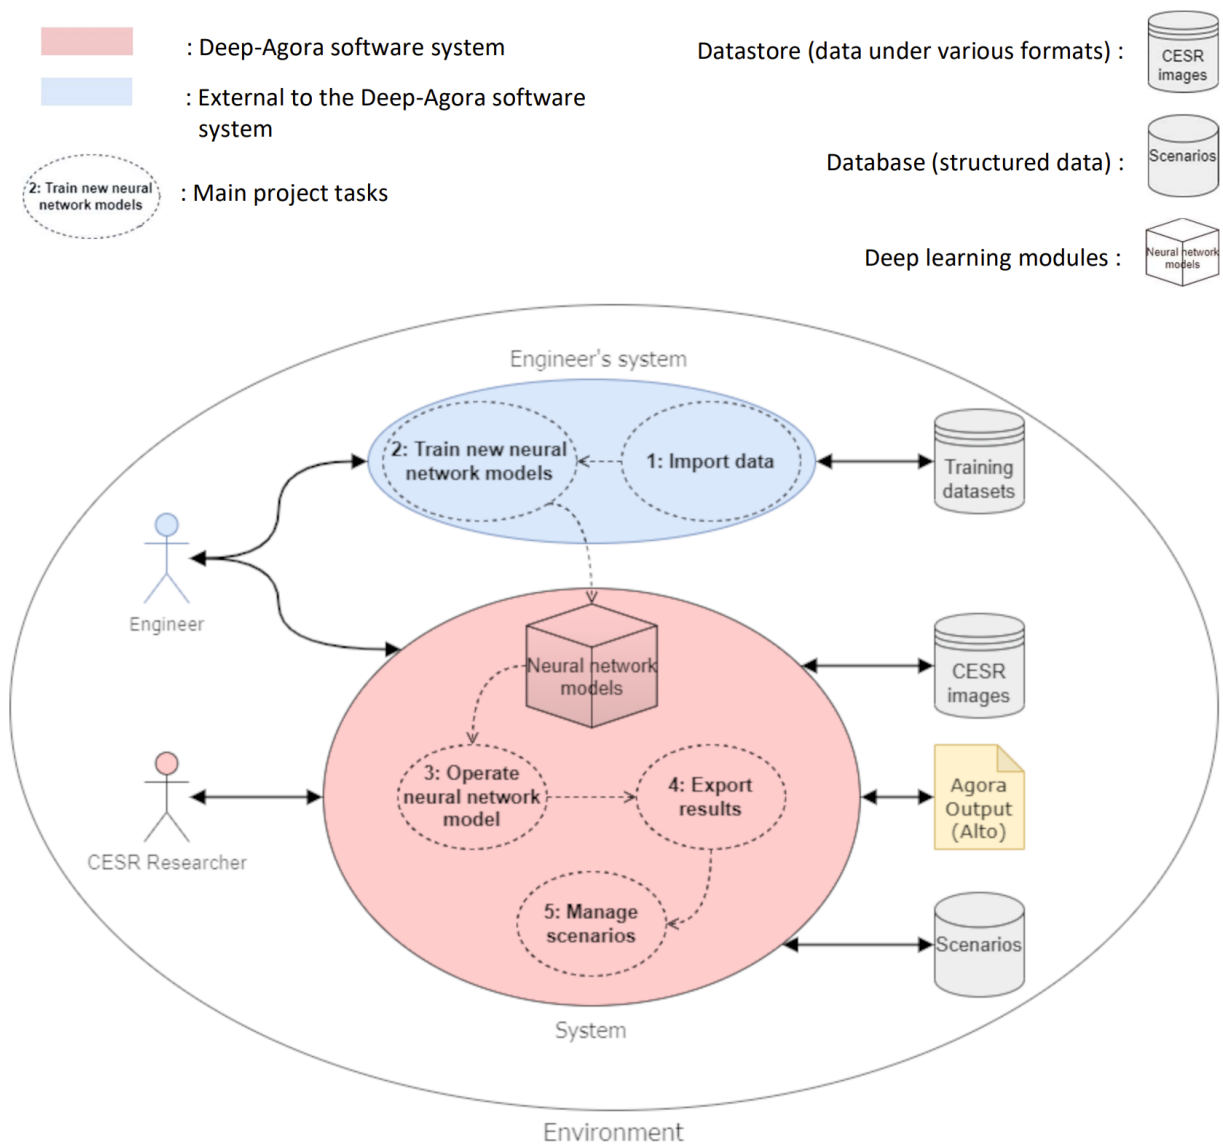 : Deep-Agora software system
: External to the Deep-Agora software
system
2: Train new neural
network models
: Main project tasks
Datastore (data under various formats) :
CESR
images
Database (structured data) :
Scenarios
Deep learning modules :
Neural network
models
Engineer's system
2: Train new neural
network models
1: Import data
Training
datasets
Engineer
Neural network
models
CESR
images
3: Operate
neural network
model
4: Export
results
Agora
Output
(Alto)
CESR Researcher
5: Manage
scenarios
Scenarios
System
Environment